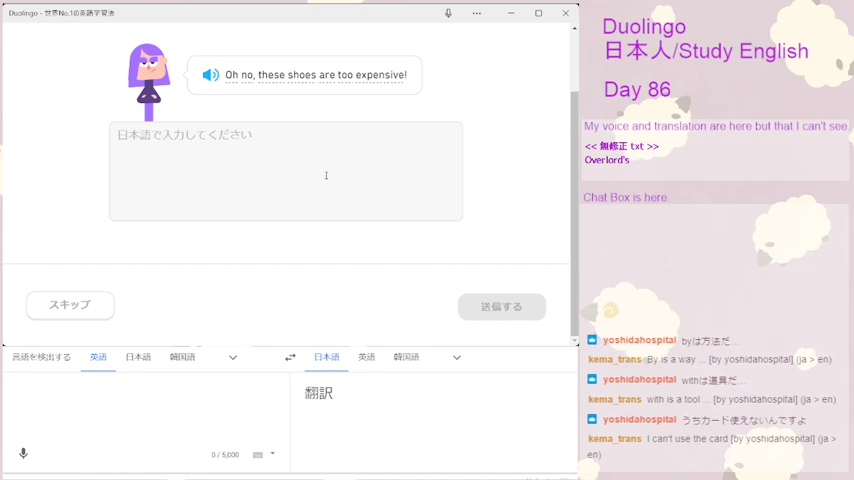 Duolingo - 世界No.1の英語学習法
Oh no, these shoes are too expensive!
日本語で入力してください
スキップ
送信する
言語を検出する 英語 日本語 韓国語
日本語 英語 韓国語
翻訳
0 / 5,000
Duolingo
日本人/Study English
Day 86
My voice and translation are here but that I can't see
<< 無修正 txt >>
Overlord's
Chat Box is here
yoshidahospital byは方法だ...
kema_trans By is a way ... [by yoshidahospital] (ja > en)
yoshidahospital withは道具だ...
kema_trans with is a tool ... [by yoshidahospital] (ja > en)
yoshidahospital うちカード使えないんですよ
kema_trans I can't use the card [by yoshidahospital] (ja >
en)